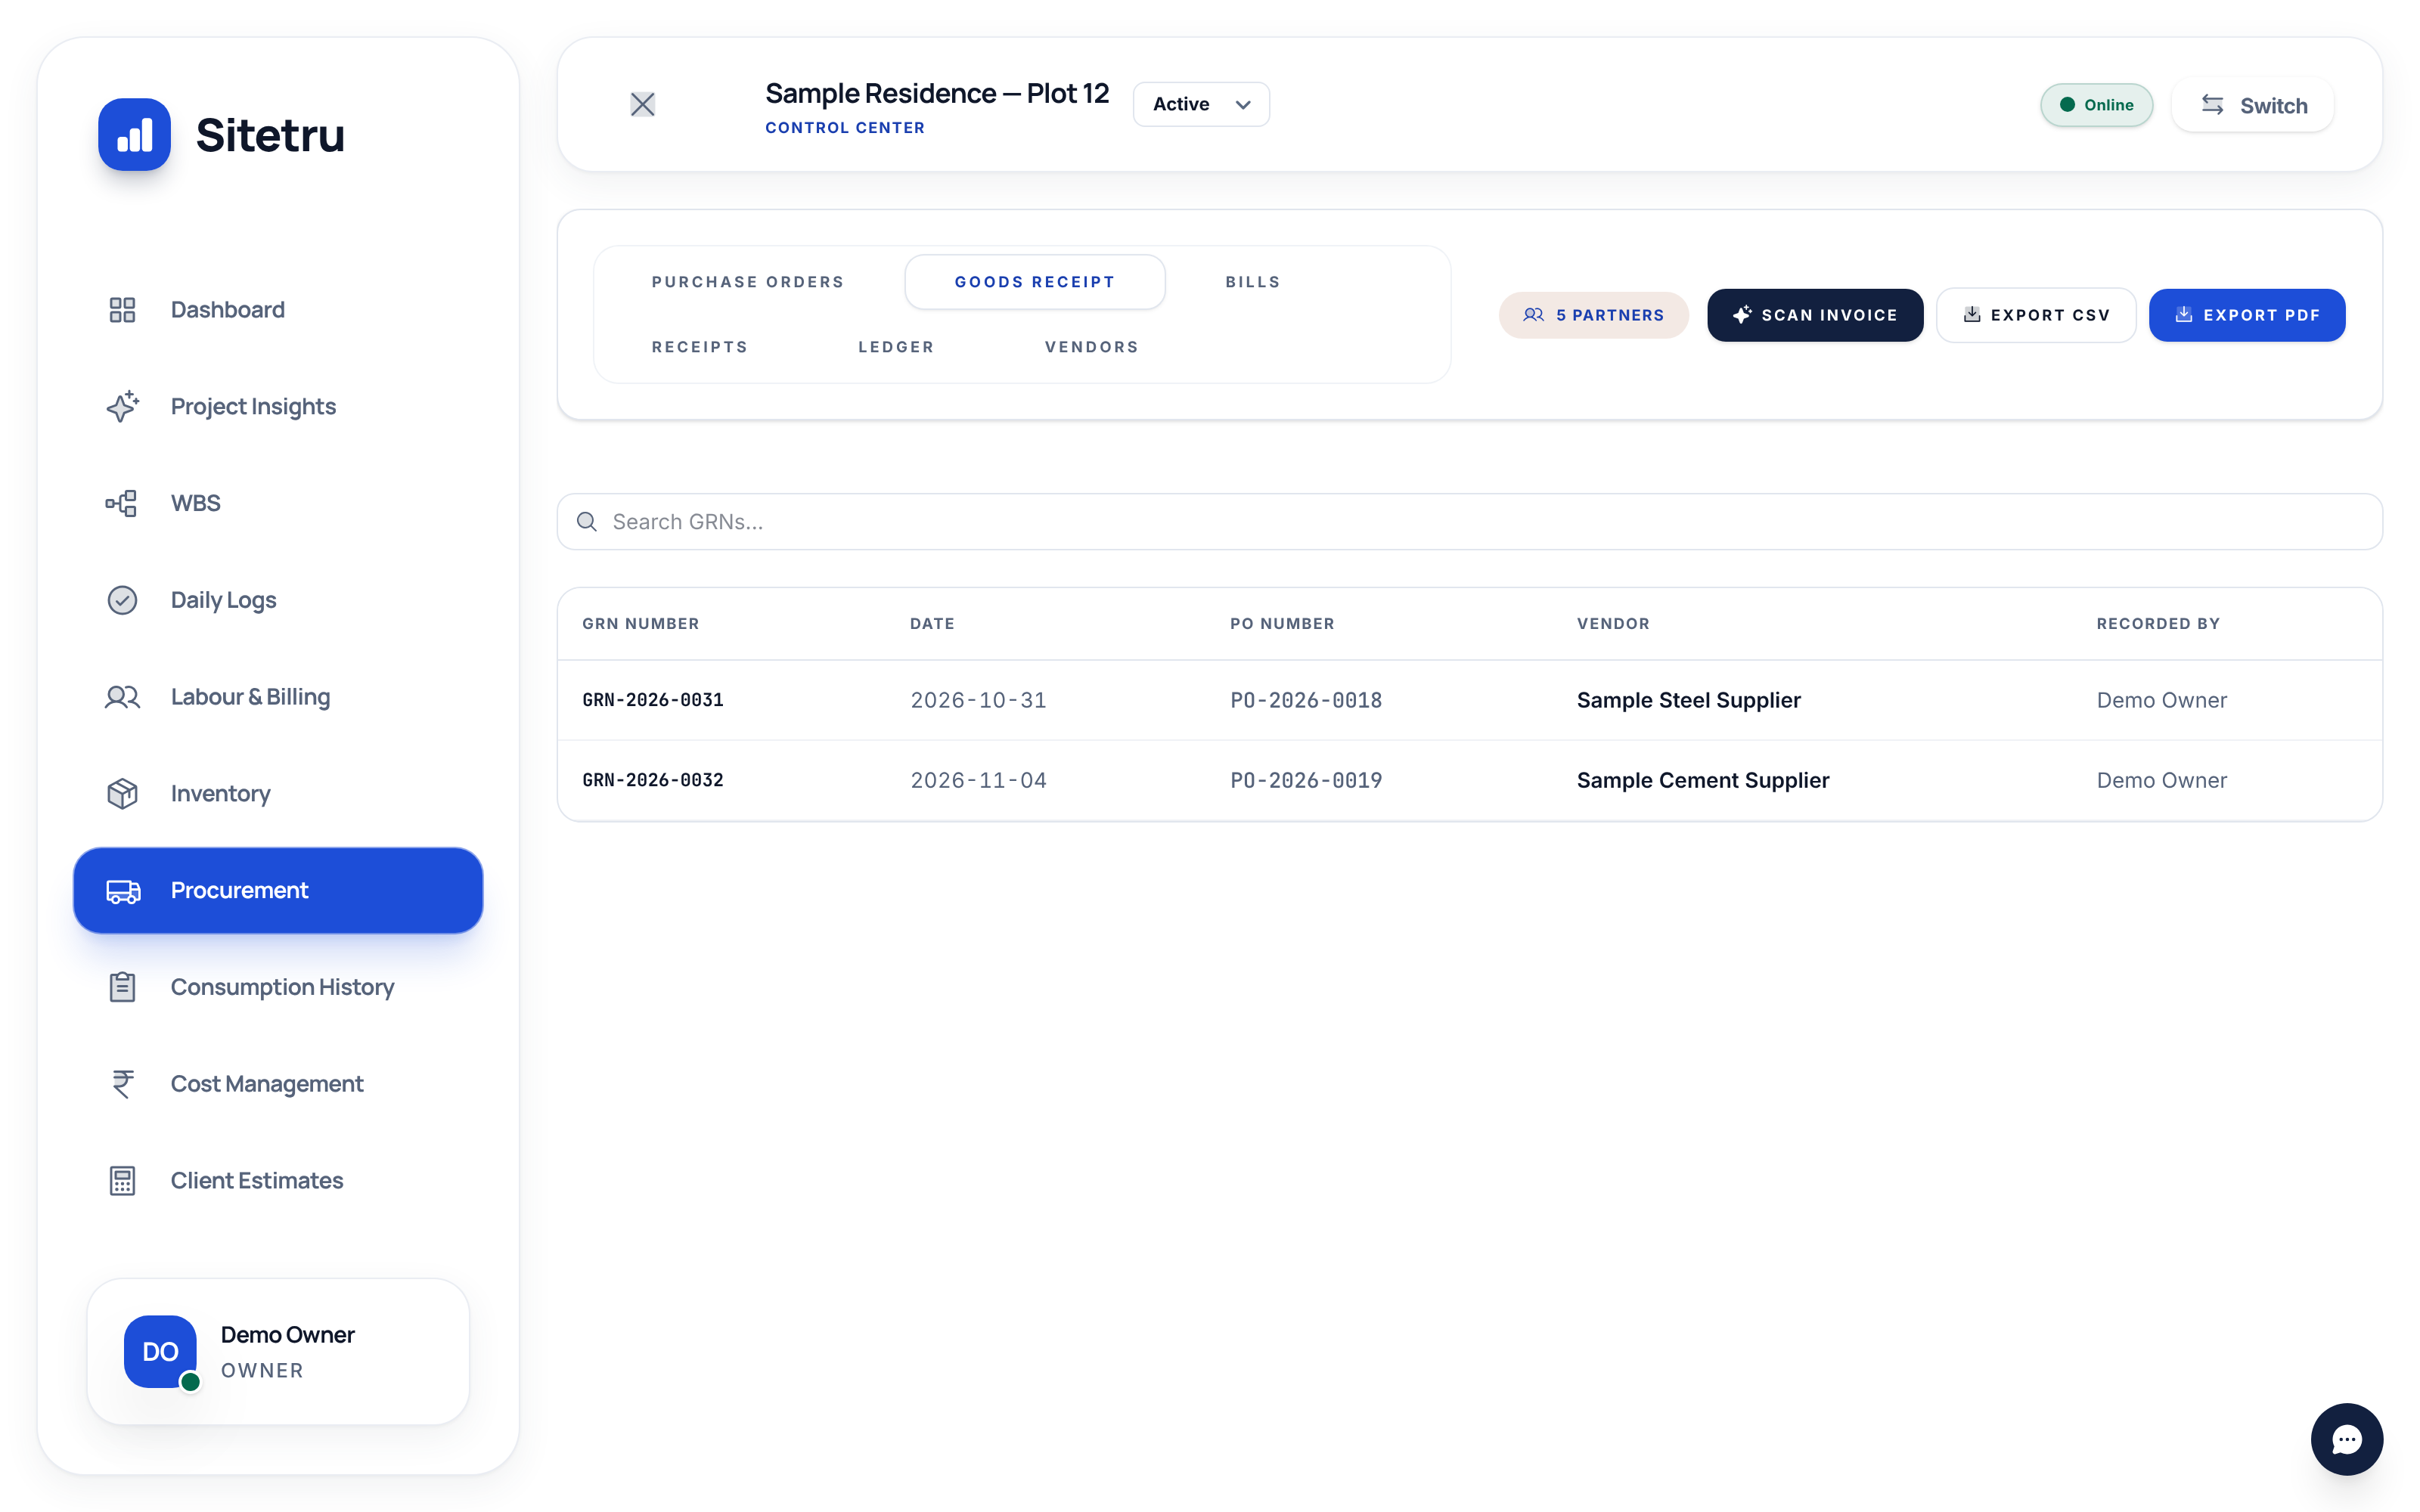 Sitetru
Dashboard
Project Insights
WBS
Daily Logs
Labour & Billing
Inventory
Procurement
Consumption History
Cost Management
Client Estimates
DO
Demo Owner
OWNER
Sample Residence — Plot 12
CONTROL CENTER
Active
Online
Switch
PURCHASE ORDERS GOODS RECEIPT BILLS
RECEIPTS LEDGER VENDORS
5 PARTNERS
SCAN INVOICE
EXPORT CSV
EXPORT PDF
Search GRNs...
GRN NUMBER DATE PO NUMBER VENDOR RECORDED BY
GRN-2026-0031 2026-10-31 PO-2026-0018 Sample Steel Supplier Demo Owner
GRN-2026-0032 2026-11-04 PO-2026-0019 Sample Cement Supplier Demo Owner